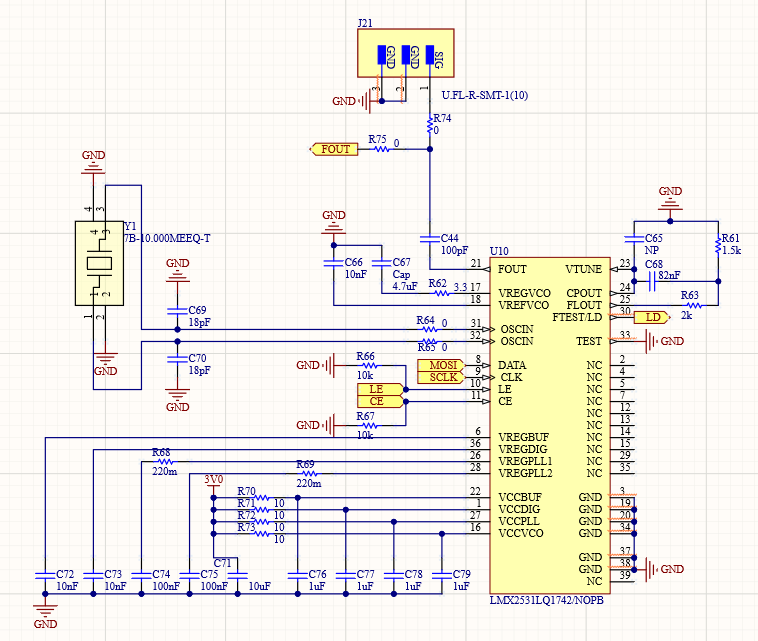 J21
GND
GND
SIG
3
2
1
GND
U.FL-R-SMT-1(10)
R74
0
R75
0
FOUT
GND
4
3
4
3
Y1
7B-10.000MEEQ-T
1
2
1
2
GND
GND
C69
18pF
C70
18pF
GND
GND
C66
10nF
C67
Cap
4.7uF
C44
100pF
R62
3.3
R64
0
R65
0
GND
R66
10k
MOSI
SCLK
LE
CE
GND
R67
10k
U10
21 FOUT
17 VREGVCO
18 VREFVCO
31 OSCIN
32 OSCIN
8 DATA
9 CLK
10 LE
11 CE
6 VREGBUF
36 VREGDIG
26 VREGPLL1
28 VREGPLL2
22 VCCBUF
1 VCCDIG
27 VCCPLL
16 VCCVCO
VTUNE 23
CPOUT 24
FLOUT 25
FTEST/LD 30
TEST 33
NC 2
NC 4
NC 5
NC 7
NC 12
NC 13
NC 14
NC 15
NC 29
NC 35
GND 3
GND 19
GND 20
GND 34
GND 37
GND 38
NC 39
LMX2531LQ1742/NOPB
GND
C65
NP
R61
1.5k
C68
82nF
R63
2k
LD
GND
GND
R68
220m
R69
220m
3V0
R70
10
R71
10
R72
10
R73
10
C71
10uF
C72
10nF
C73
10nF
C74
100nF
C75
100nF
C76
1uF
C77
1uF
C78
1uF
C79
1uF
GND